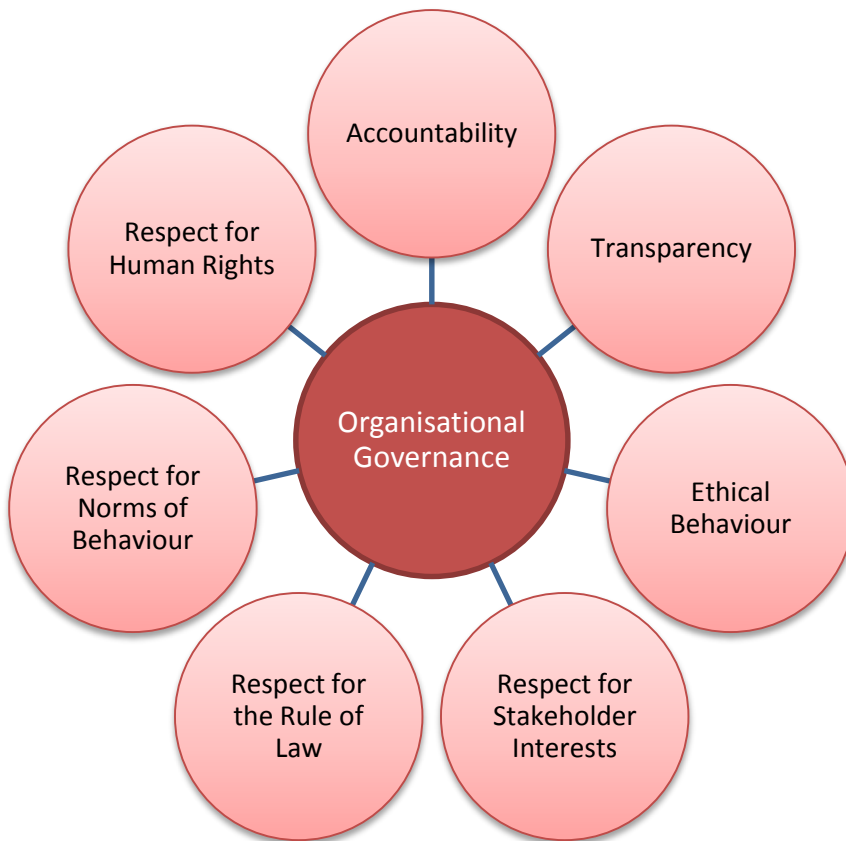 Accountability
Transparency
Ethical
Behaviour
Respect for
Stakeholder
Interests
Respect for
the Rule of
Law
Respect for
Norms of
Behaviour
Respect for
Human Rights
Organisational
Governance